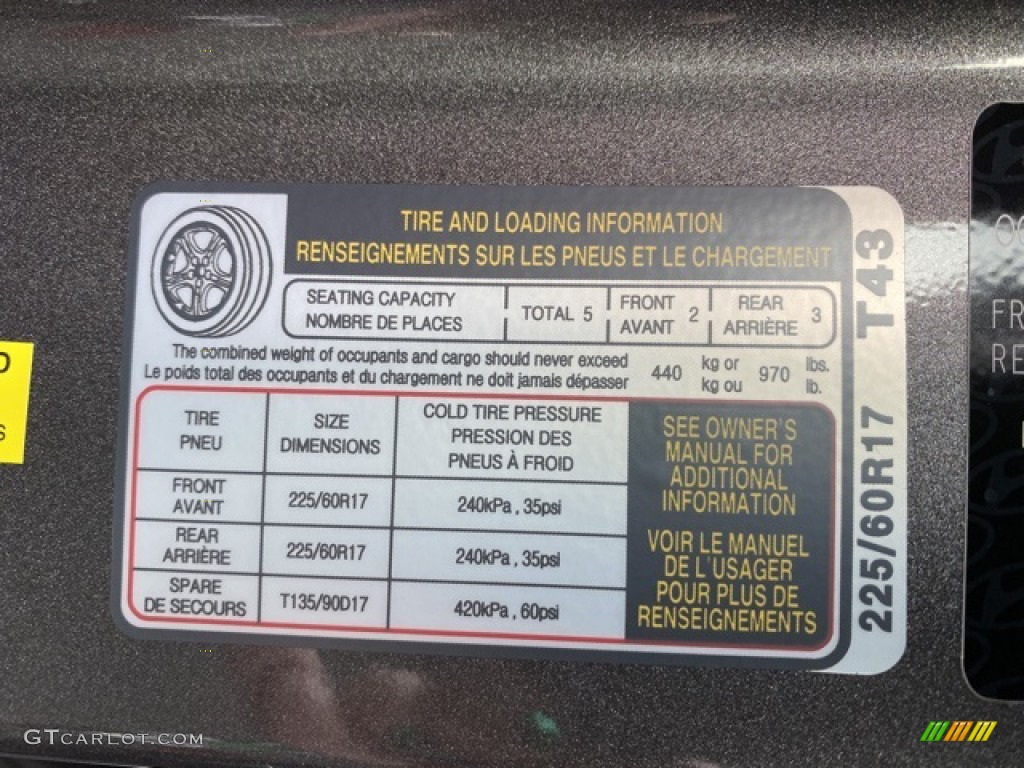 TIRE AND LOADING INFORMATION
RENSEIGNEMENTS SUR LES PNEUS ET LE CHARGEMENT
SEATING CAPACITY
NOMBRE DE PLACES
TOTAL 5
FRONT
AVANT
2
REAR
ARRIÈRE
3
The combined weight of occupants and cargo should never exceed
Le poids total des occupants et du chargement ne doit jamais dépasser
440
kg or
kg ou
970
lbs.
lb.
TIRE
PNEU
SIZE
DIMENSIONS
COLD TIRE PRESSURE
PRESSION DES
PNEUS À FROID
FRONT
AVANT
225/60R17
240kPa , 35psi
REAR
ARRIÈRE
225/60R17
240kPa , 35psi
SPARE
DE SECOURS
T135/90D17
420kPa , 60psi
SEE OWNER'S
MANUAL FOR
ADDITIONAL
INFORMATION
VOIR LE MANUEL
DE L'USAGER
POUR PLUS DE
RENSEIGNEMENTS
225/60R17 T43
D
S
FR
RE
GTCARLOT.COM